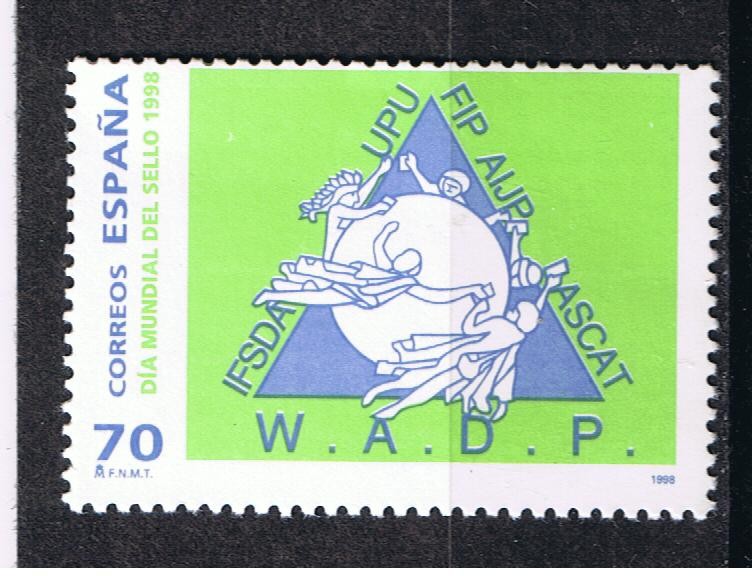 CORREOS ESPAÑA
DÍA MUNDIAL DEL SELLO 1998
70
F.N.M.T.
UPU
FIP AIJP
IFSDA
ASCAT
W.A.D.P.
1998